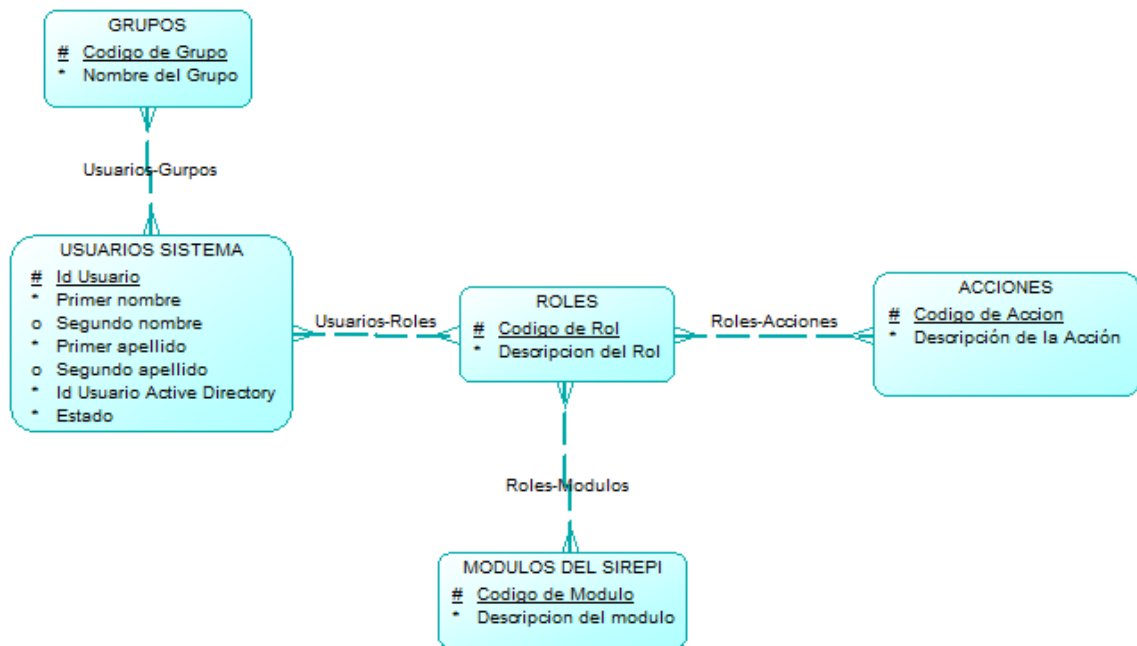 GRUPOS
# Codigo de Grupo
* Nombre del Grupo
Usuarios-Gurpos
USUARIOS SISTEMA
# Id Usuario
* Primer nombre
o Segundo nombre
* Primer apellido
o Segundo apellido
* Id Usuario Active Directory
* Estado
Usuarios-Roles
ROLES
# Codigo de Rol
* Descripcion del Rol
Roles-Acciones
ACCIONES
# Codigo de Accion
* Descripción de la Acción
Roles-Modulos
MODULOS DEL SIREPI
# Codigo de Modulo
* Descripcion del modulo